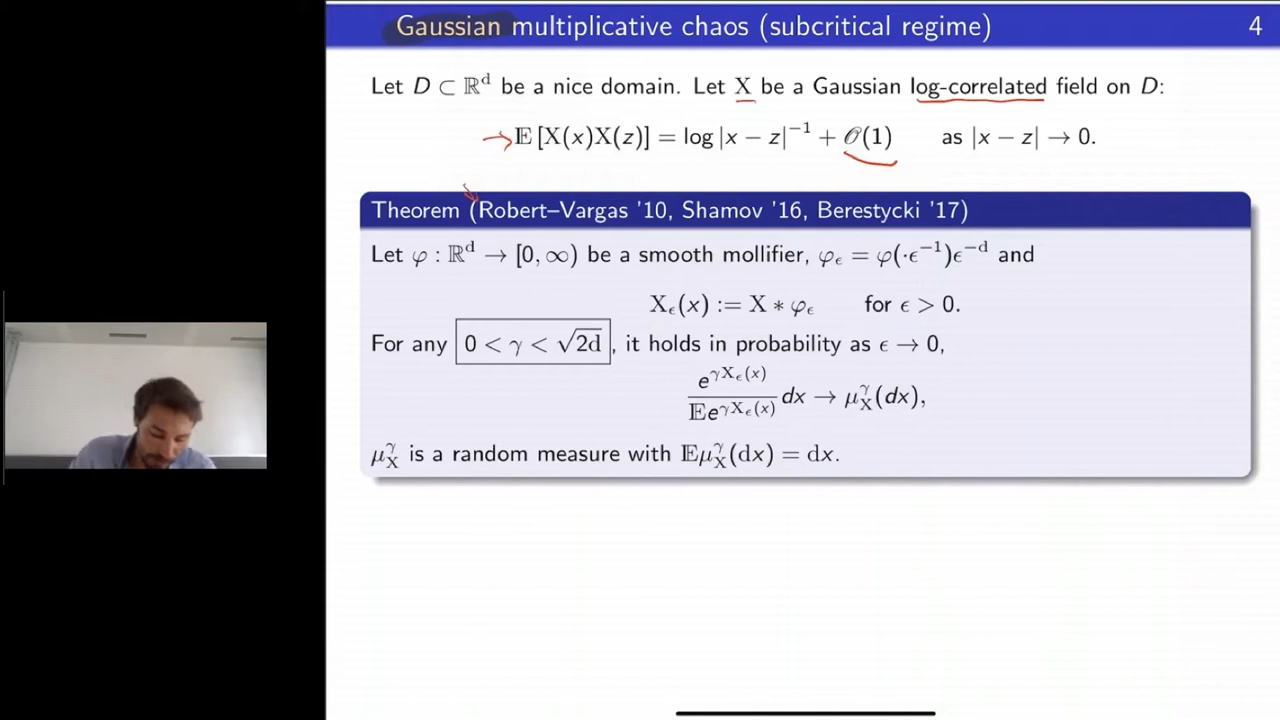 Gaussian multiplicative chaos (subcritical regime) 4
Let D ⊂ ℝᵈ be a nice domain. Let X be a Gaussian log-correlated field on D:
𝔼[X(x)X(z)] = log |x − z|⁻¹ + 𝒪(1) as |x − z| → 0.
Theorem (Robert–Vargas '10, Shamov '16, Berestycki '17)
Let φ : ℝᵈ → [0, ∞) be a smooth mollifier, φ_ϵ = φ(·ϵ⁻¹)ϵ⁻ᵈ and
X_ϵ(x) := X ∗ φ_ϵ for ϵ > 0.
For any 0 < γ < √2d, it holds in probability as ϵ → 0,
e^{γX_ϵ(x)} / 𝔼e^{γX_ϵ(x)} dx → μ_X^γ(dx),
μ_X^γ is a random measure with 𝔼μ_X^γ(dx) = dx.